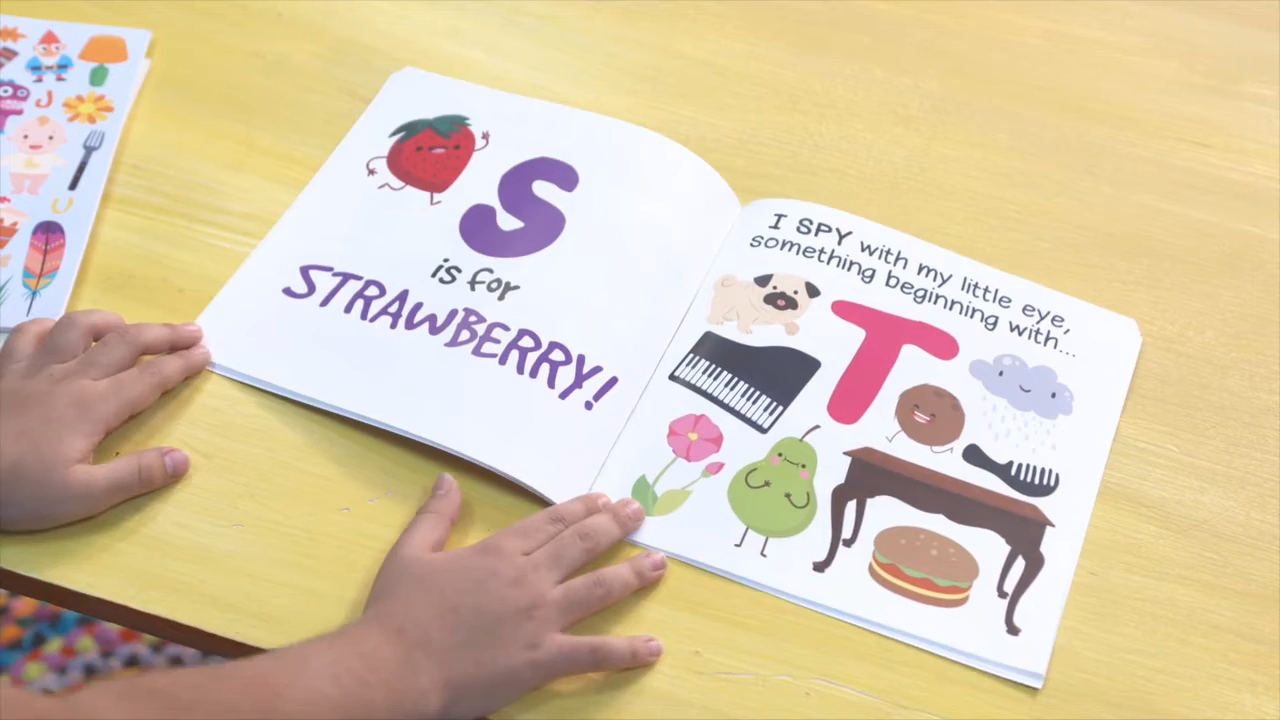 S
is for
STRAWBERRY!
I SPY with my little eye,
something beginning with...
T